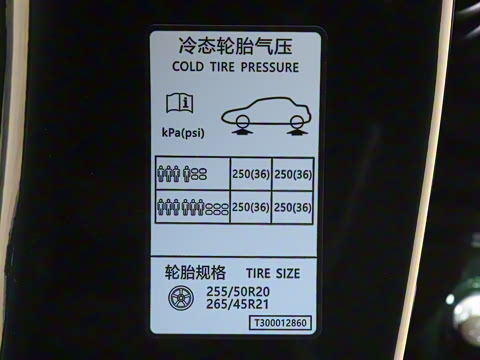 冷态轮胎气压
COLD TIRE PRESSURE
kPa(psi)
250(36) 250(36)
250(36) 250(36)
轮胎规格 TIRE SIZE
255/50R20
265/45R21
T300012860